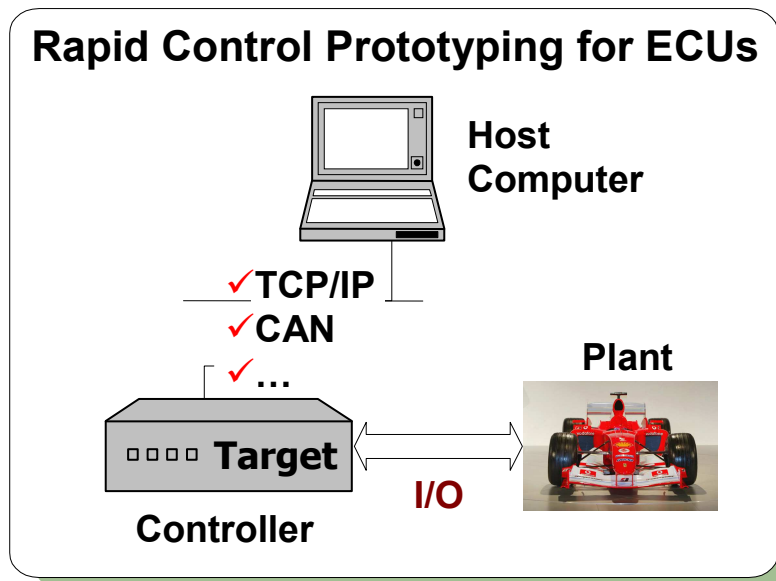 Rapid Control Prototyping for ECUs
Host
Computer
✓TCP/IP
✓CAN
✓...
Plant
Target
I/O
Controller